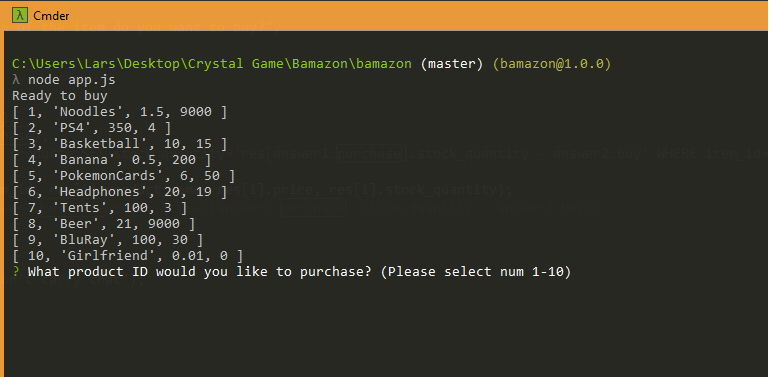 λ Cmder
C:\Users\Lars\Desktop\Crystal Game\Bamazon\bamazon (master) (bamazon@1.0.0)
λ node app.js
Ready to buy
[ 1, 'Noodles', 1.5, 9000 ]
[ 2, 'PS4', 350, 4 ]
[ 3, 'Basketball', 10, 15 ]
[ 4, 'Banana', 0.5, 200 ]
[ 5, 'PokemonCards', 6, 50 ]
[ 6, 'Headphones', 20, 19 ]
[ 7, 'Tents', 100, 3 ]
[ 8, 'Beer', 21, 9000 ]
[ 9, 'BluRay', 100, 30 ]
[ 10, 'Girlfriend', 0.01, 0 ]
? What product ID would you like to purchase? (Please select num 1-10)